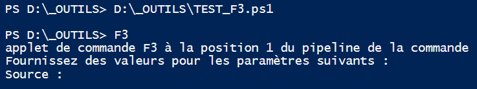 PS D:\_OUTILS> D:\_OUTILS\TEST_F3.ps1
PS D:\_OUTILS> F3
applet de commande F3 à la position 1 du pipeline de la commande
Fournissez des valeurs pour les paramètres suivants :
Source :